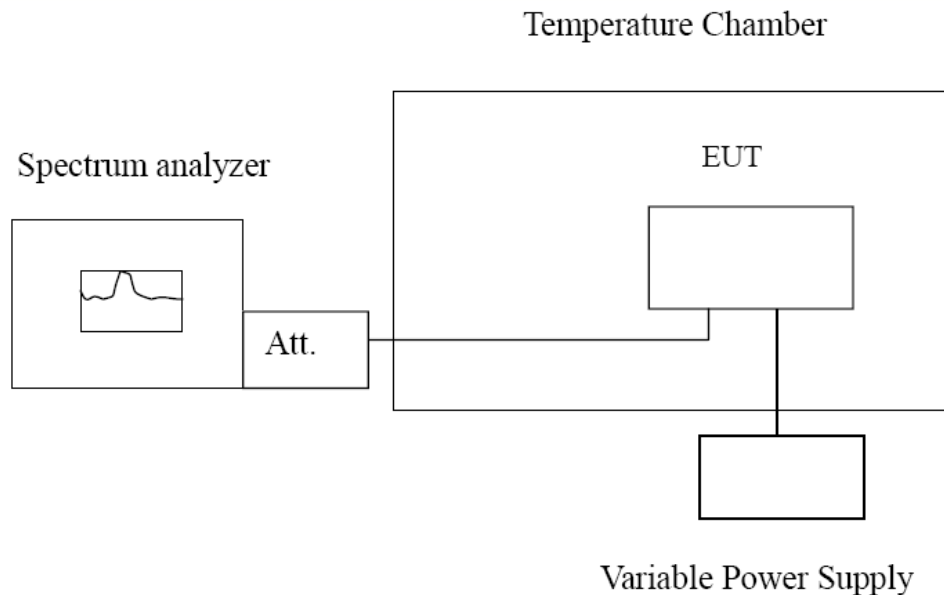 Temperature Chamber
Spectrum analyzer
EUT
Att.
Variable Power Supply